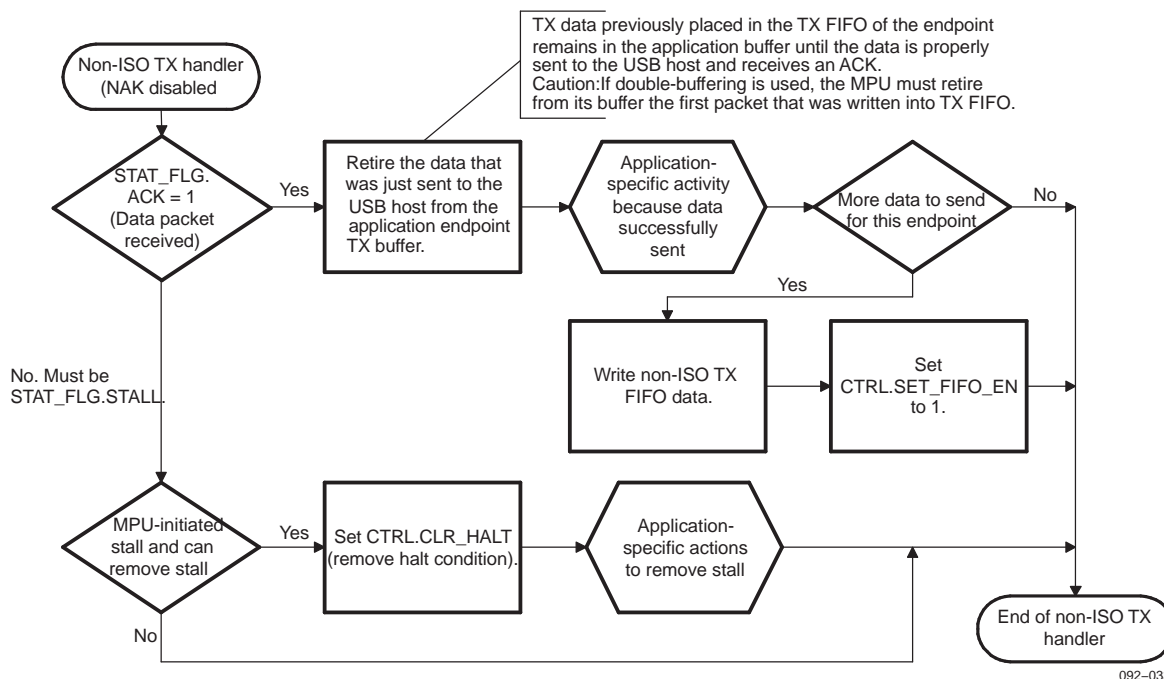 TX data previously placed in the TX FIFO of the endpoint
remains in the application buffer until the data is properly
sent to the USB host and receives an ACK.
Caution:If double-buffering is used, the MPU must retire
from its buffer the first packet that was written into TX FIFO.
Non-ISO TX handler
(NAK disabled
STAT_FLG.
ACK = 1
(Data packet
received)
Yes
Retire the data that
was just sent to the
USB host from the
application endpoint
TX buffer.
Application-
specific activity
because data
successfully
sent
More data to send
for this endpoint
No
Yes
Write non-ISO TX
FIFO data.
Set
CTRL.SET_FIFO_EN
to 1.
No. Must be
STAT_FLG.STALL.
MPU-initiated
stall and can
remove stall
Yes
Set CTRL.CLR_HALT
(remove halt condition).
Application-
specific actions
to remove stall
No
End of non-ISO TX
handler
092–03